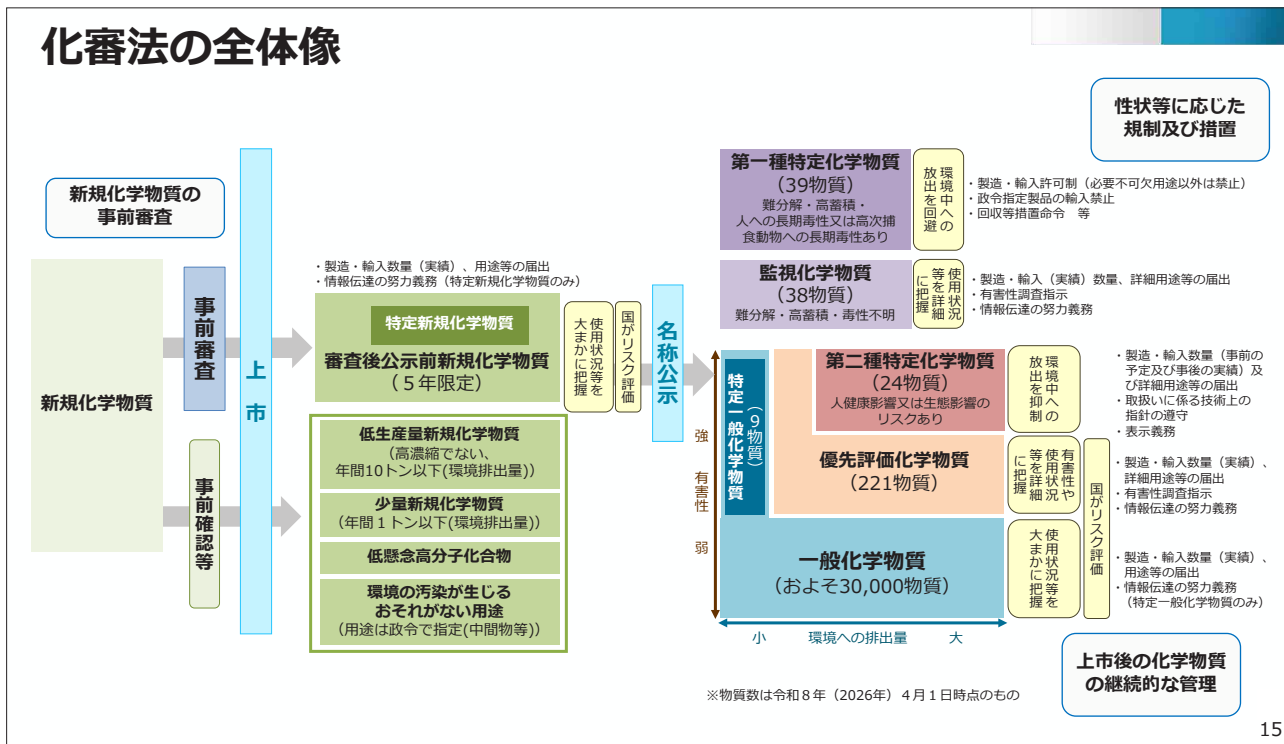 化審法の全体像
新規化学物質の
事前審査
新規化学物質
事前審査
事前確認等
上市
・製造・輸入数量（実績）、用途等の届出
・情報伝達の努力義務（特定新規化学物質のみ）
特定新規化学物質
審査後公示前新規化学物質
（５年限定）
使用状況等を
大まかに把握
国がリスク評価
低生産量新規化学物質
(高濃縮でない、
年間10トン以下(環境排出量))
少量新規化学物質
(年間１トン以下(環境排出量))
低懸念高分子化合物
環境の汚染が生じる
おそれがない用途
(用途は政令で指定(中間物等))
名称公示
性状等に応じた
規制及び措置
第一種特定化学物質
（39物質）
難分解・高蓄積・
人への長期毒性又は高次捕
食動物への長期毒性あり
環境中への
放出を回避
・製造・輸入許可制（必要不可欠用途以外は禁止）
・政令指定製品の輸入禁止
・回収等措置命令　等
監視化学物質
（38物質）
難分解・高蓄積・毒性不明
使用状況
等を詳細
に把握
・製造・輸入（実績）数量、詳細用途等の届出
・有害性調査指示
・情報伝達の努力義務
強
有害性
弱
特定一般化学物質
（９物質）
第二種特定化学物質
（24物質）
人健康影響又は生態影響の
リスクあり
環境中への
放出を抑制
・製造・輸入数量（事前の
予定及び事後の実績）及
び詳細用途等の届出
・取扱いに係る技術上の
指針の遵守
・表示義務
優先評価化学物質
（221物質）
有害性や
使用状況
等を詳細
に把握
国がリスク評価
・製造・輸入数量（実績）、
詳細用途等の届出
・有害性調査指示
・情報伝達の努力義務
一般化学物質
（およそ30,000物質）
使用状況等を
大まかに把握
・製造・輸入数量（実績）、
用途等の届出
・情報伝達の努力義務
（特定一般化学物質のみ）
小　環境への排出量　大
上市後の化学物質
の継続的な管理
※物質数は令和８年（2026年）４月１日時点のもの
15